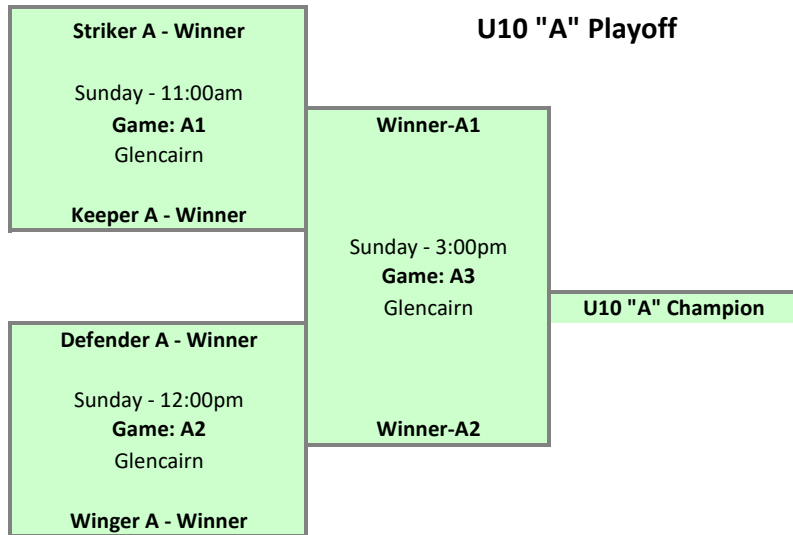 U10 "A" Playoff
Striker A - Winner
Sunday - 11:00am
Game: A1
Glencairn
Keeper A - Winner
Defender A - Winner
Sunday - 12:00pm
Game: A2
Glencairn
Winger A - Winner
Winner-A1
Sunday - 3:00pm
Game: A3
Glencairn
Winner-A2
U10 "A" Champion